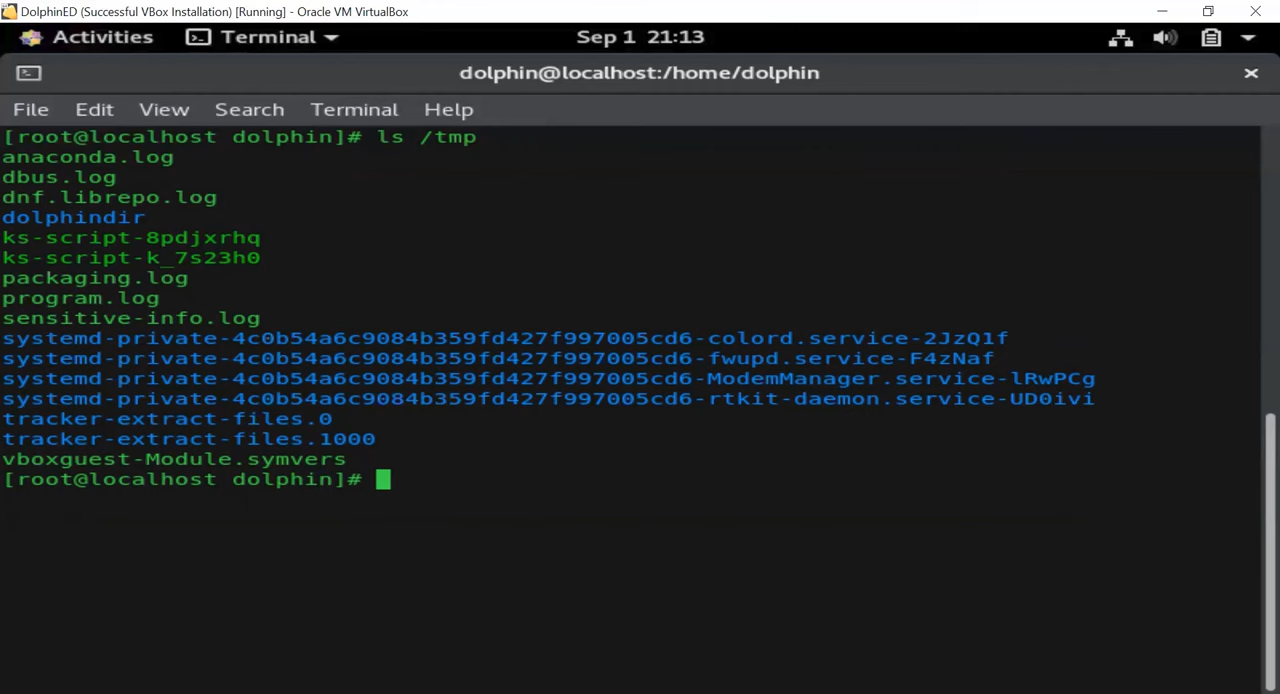 DolphinED (Successful VBox Installation) [Running] - Oracle VM VirtualBox
Activities Terminal Sep 1 21:13
dolphin@localhost:/home/dolphin
File Edit View Search Terminal Help
[root@localhost dolphin]# ls /tmp
anaconda.log
dbus.log
dnf.librepo.log
dolphindir
ks-script-8pdjxrhq
ks-script-k_7s23h0
packaging.log
program.log
sensitive-info.log
systemd-private-4c0b54a6c9084b359fd427f997005cd6-colord.service-2JzQ1f
systemd-private-4c0b54a6c9084b359fd427f997005cd6-fwupd.service-F4zNaf
systemd-private-4c0b54a6c9084b359fd427f997005cd6-ModemManager.service-lRwPCg
systemd-private-4c0b54a6c9084b359fd427f997005cd6-rtkit-daemon.service-UD0ivi
tracker-extract-files.0
tracker-extract-files.1000
vboxguest-Module.symvers
[root@localhost dolphin]#